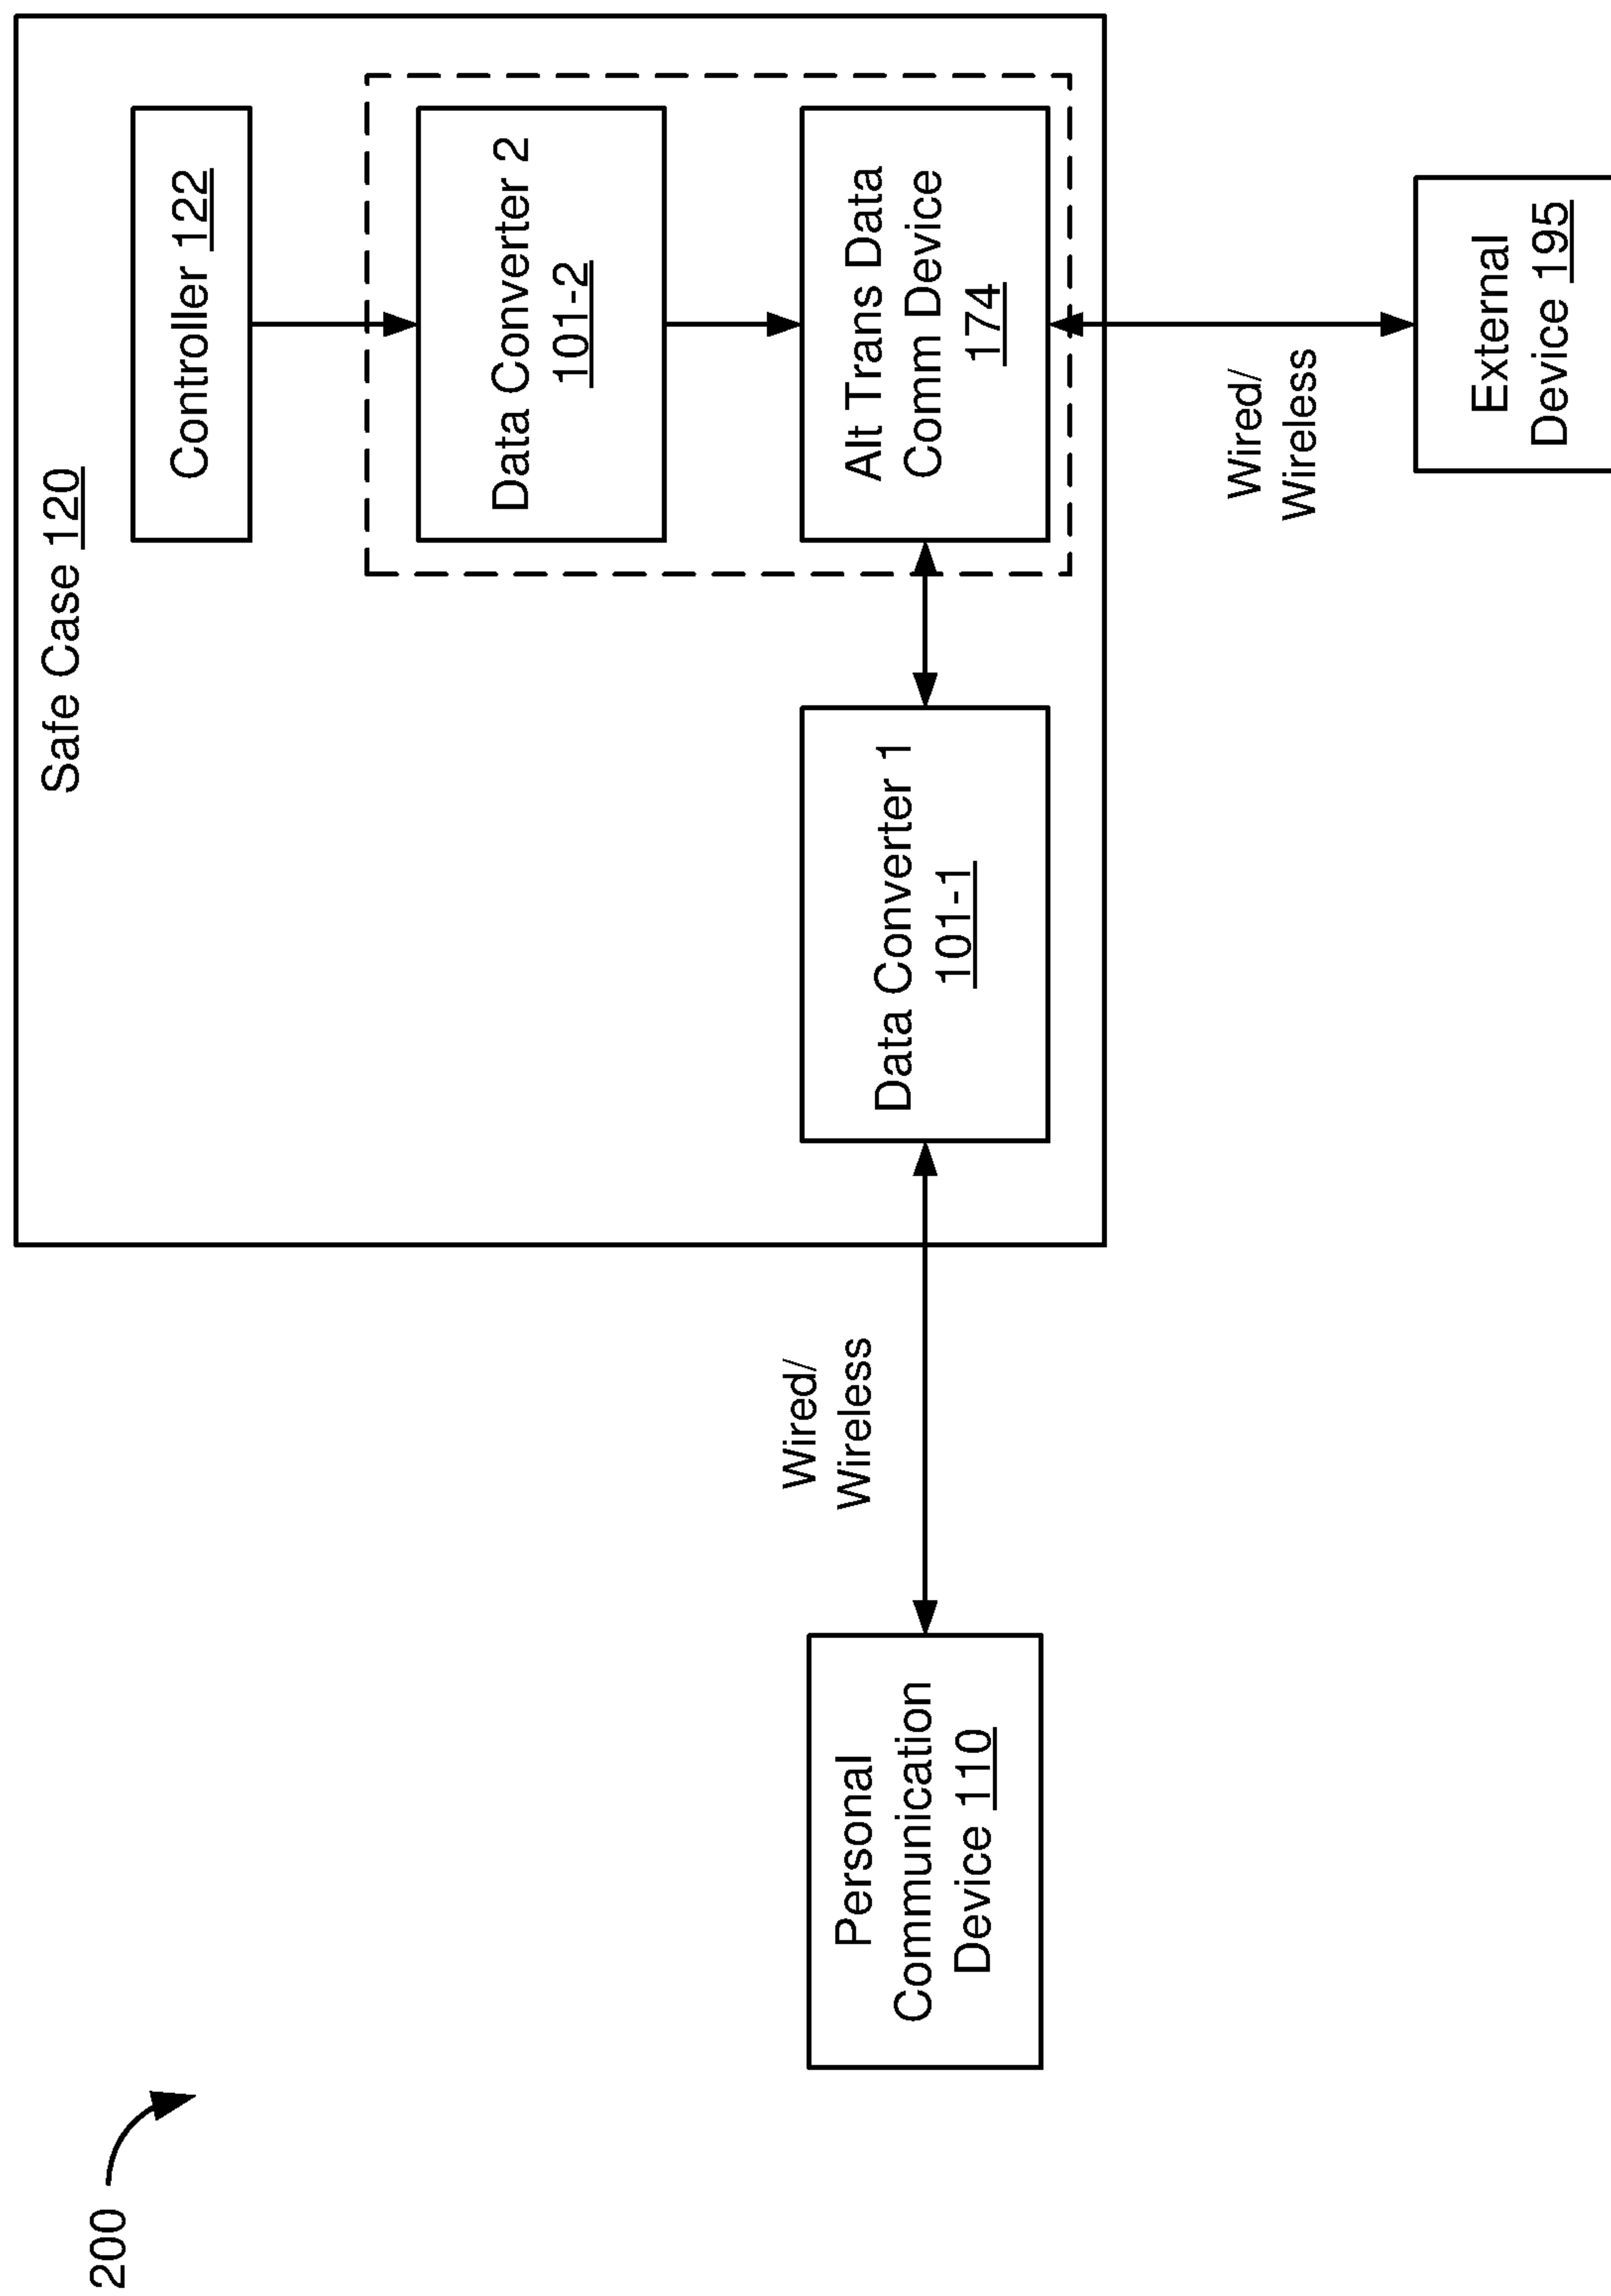 200
Safe Case 120
Controller 122
Data Converter 2
101-2
Alt Trans Data
Comm Device
174
Data Converter 1
101-1
Wired/
Wireless
Personal
Communication
Device 110
Wired/
Wireless
External
Device 195